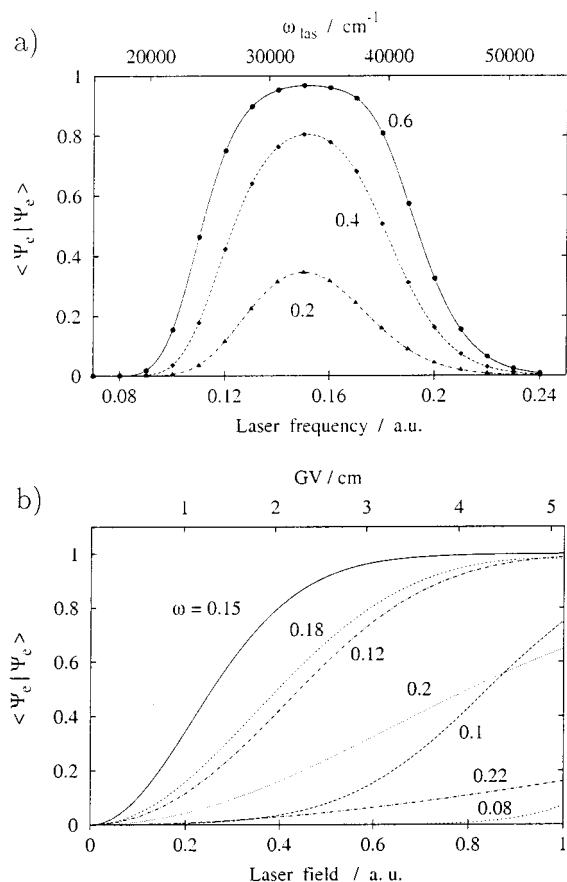 a)
ω_las / cm⁻¹
20000 30000 40000 50000
1
0.8
0.6
0.4
0.2
0
< Ψ_e | Ψ_e >
0.6
0.4
0.2
0.08 0.12 0.16 0.2 0.24
Laser frequency / a.u.
b)
GV / cm
0 1 2 3 4 5
1
0.8
0.6
0.4
0.2
0
< Ψ_e | Ψ_e >
ω = 0.15
0.18
0.12
0.2
0.1
0.22
0.08
0 0.2 0.4 0.6 0.8 1
Laser field / a. u.